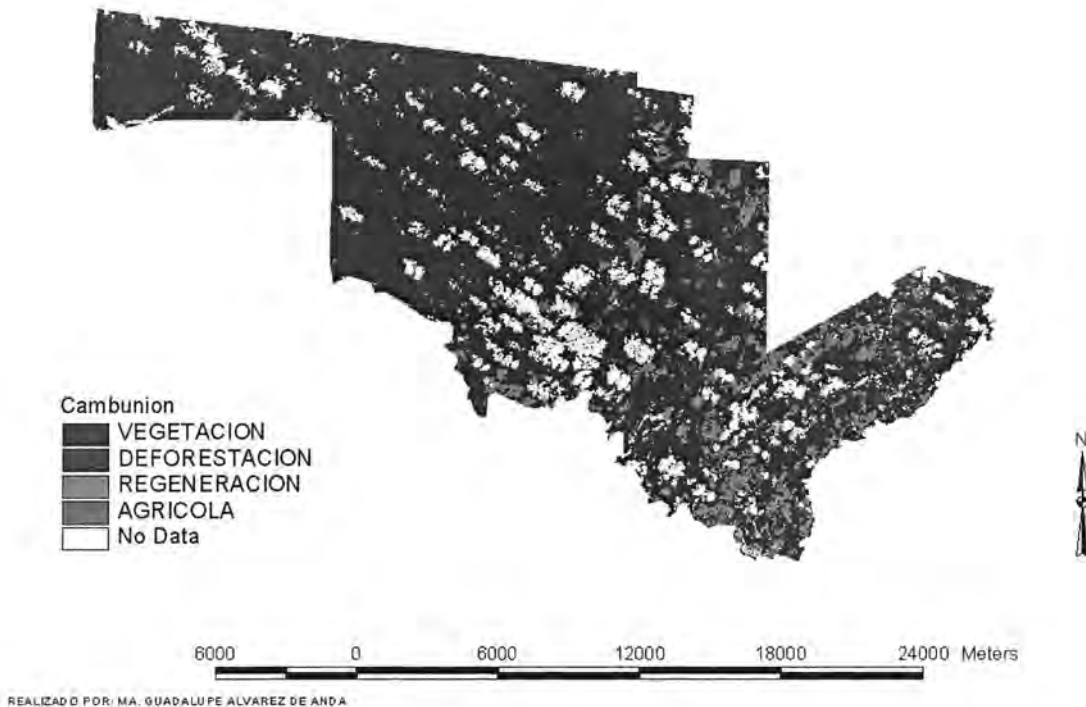 Cambunion
VEGETACION
DEFORESTACION
REGENERACION
AGRICOLA
No Data
N
6000 0 6000 12000 18000 24000 Meters
REALIZADO POR: MA. GUADALUPE ALVAREZ DE ANDA